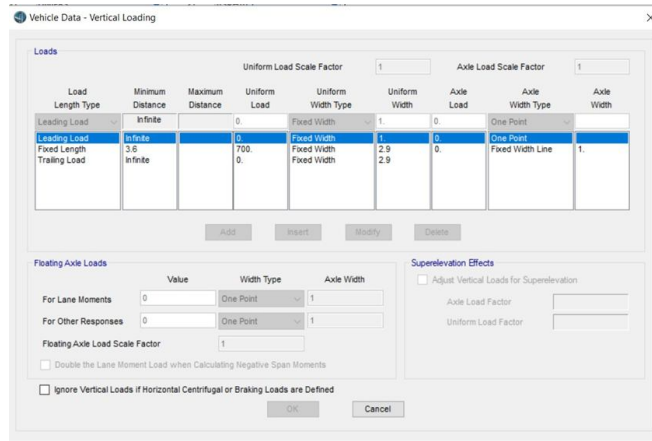 Vehicle Data - Vertical Loading
Loads
Uniform Load Scale Factor 1 Axle Load Scale Factor 1
Load Minimum Maximum Uniform Uniform Uniform Axle Axle Axle
Length Type Distance Distance Load Width Type Width Load Width Type Width
Leading Load Infinite 0. Fixed Width 1. 0. One Point
Leading Load Infinite 0. Fixed Width 1. 0. One Point
Fixed Length 3.6 700. Fixed Width 2.9 0. Fixed Width Line 1.
Trailing Load Infinite 0. Fixed Width 2.9
Add Insert Modify Delete
Floating Axle Loads
Value Width Type Axle Width
For Lane Moments 0 One Point 1
For Other Responses 0 One Point 1
Floating Axle Load Scale Factor 1
Double the Lane Moment Load when Calculating Negative Span Moments
Superelevation Effects
Adjust Vertical Loads for Superelevation
Axle Load Factor
Uniform Load Factor
Ignore Vertical Loads if Horizontal Centrifugal or Braking Loads are Defined
OK Cancel